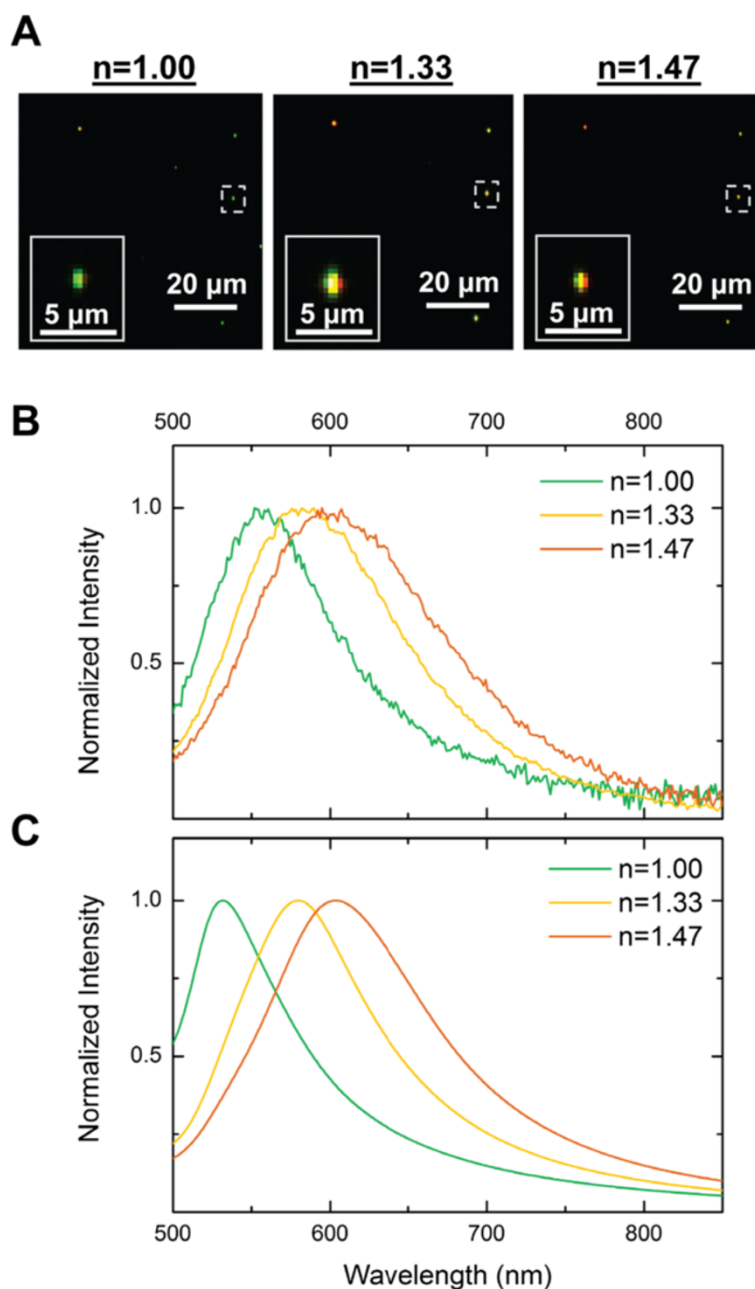 A
n=1.00 n=1.33 n=1.47
20 µm 20 µm 20 µm
5 µm 5 µm 5 µm
500 600 700 800
B
n=1.00
n=1.33
n=1.47
1.0
0.5
Normalized Intensity
C
n=1.00
n=1.33
n=1.47
1.0
0.5
Normalized Intensity
500 600 700 800
Wavelength (nm)